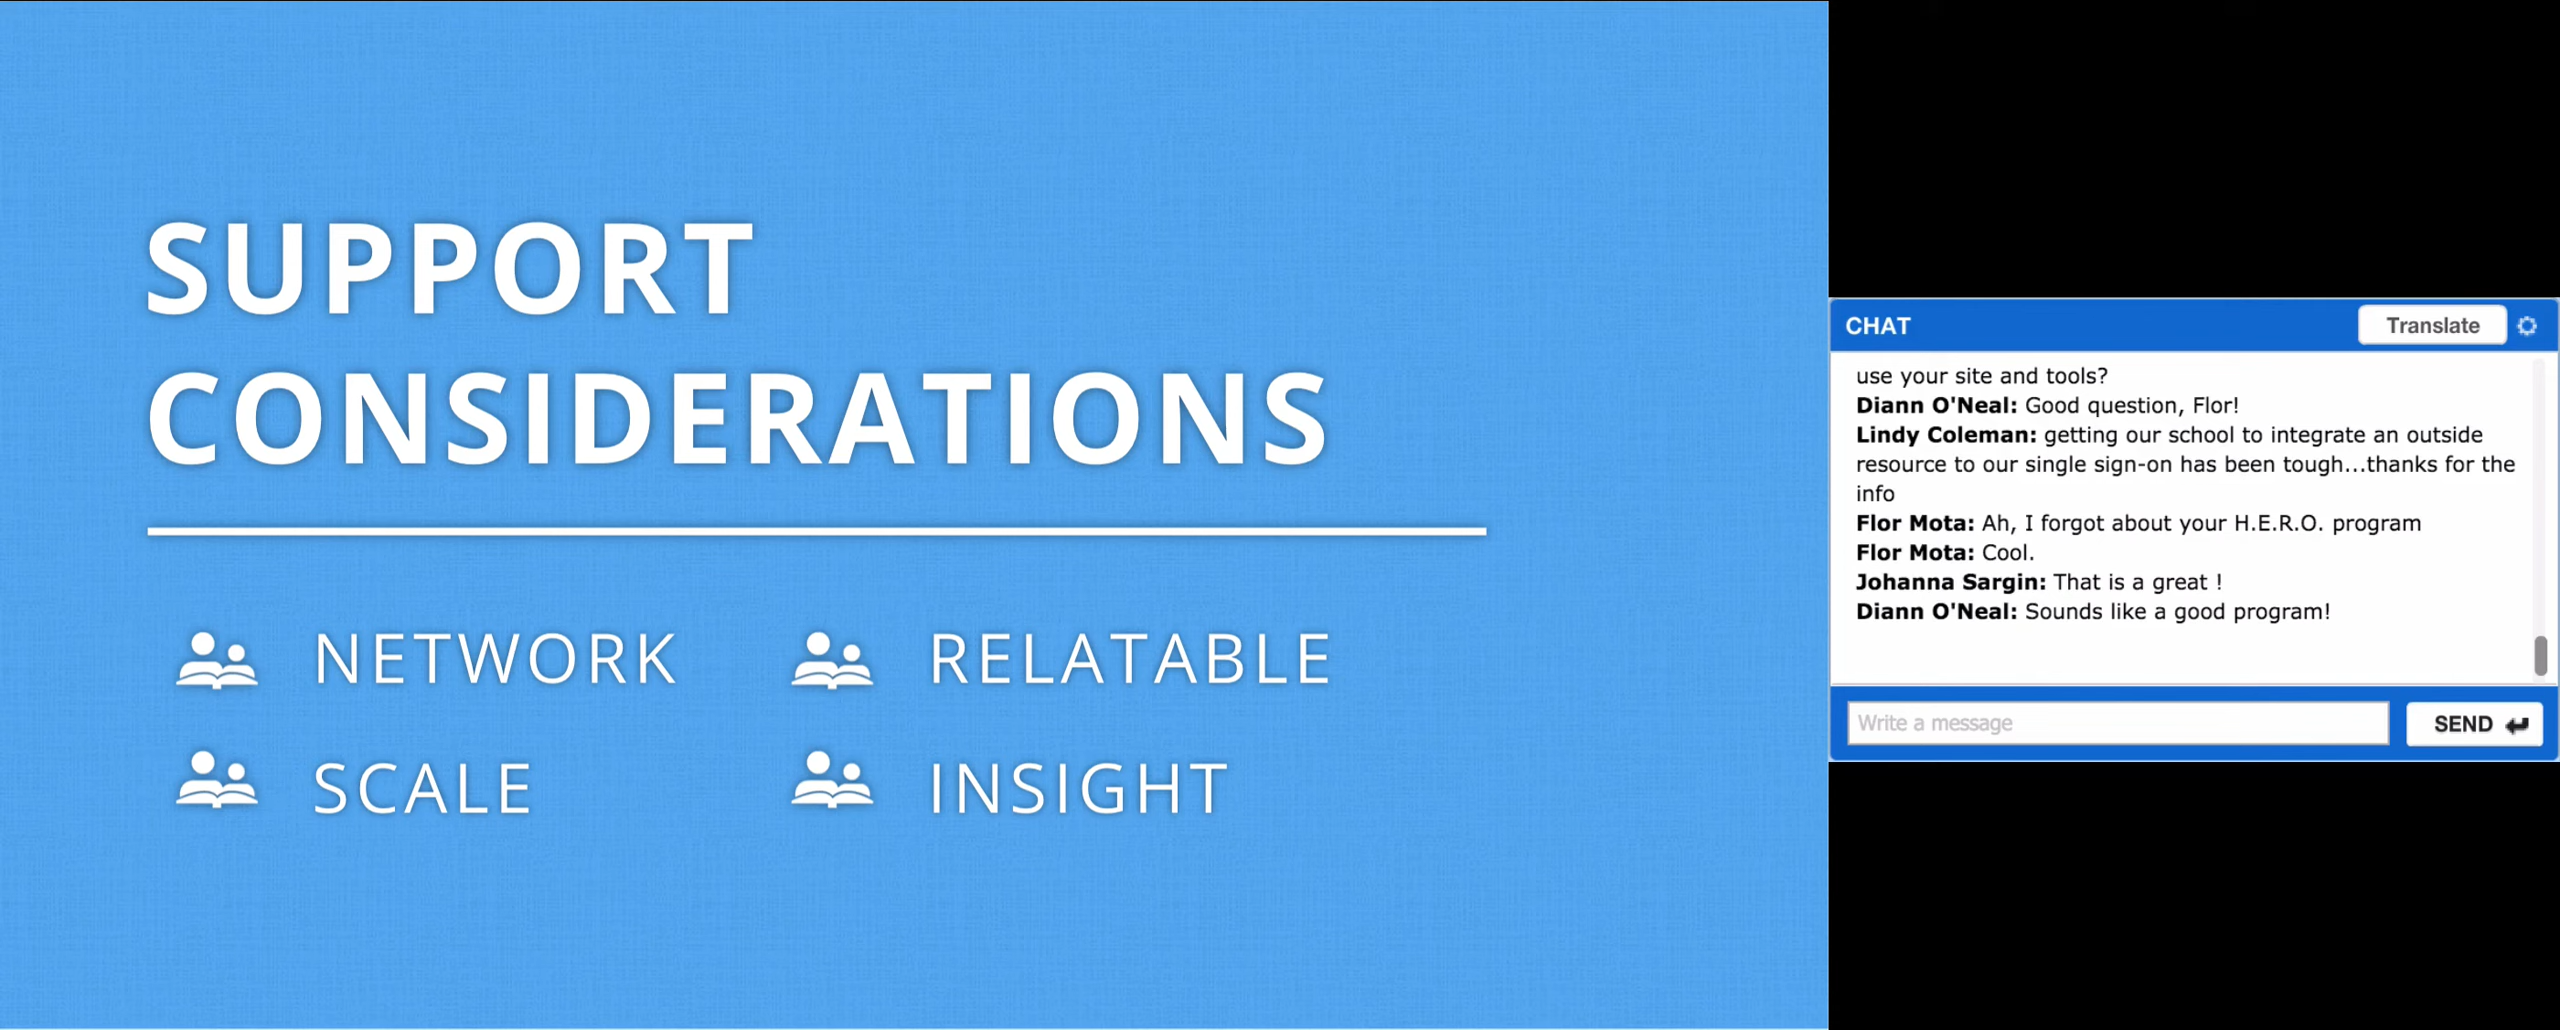 SUPPORT
CONSIDERATIONS
NETWORK
RELATABLE
SCALE
INSIGHT
CHAT
Translate
use your site and tools?
Diann O'Neal: Good question, Flor!
Lindy Coleman: getting our school to integrate an outside
resource to our single sign-on has been tough...thanks for the
info
Flor Mota: Ah, I forgot about your H.E.R.O. program
Flor Mota: Cool.
Johanna Sargin: That is a great !
Diann O'Neal: Sounds like a good program!
Write a message
SEND